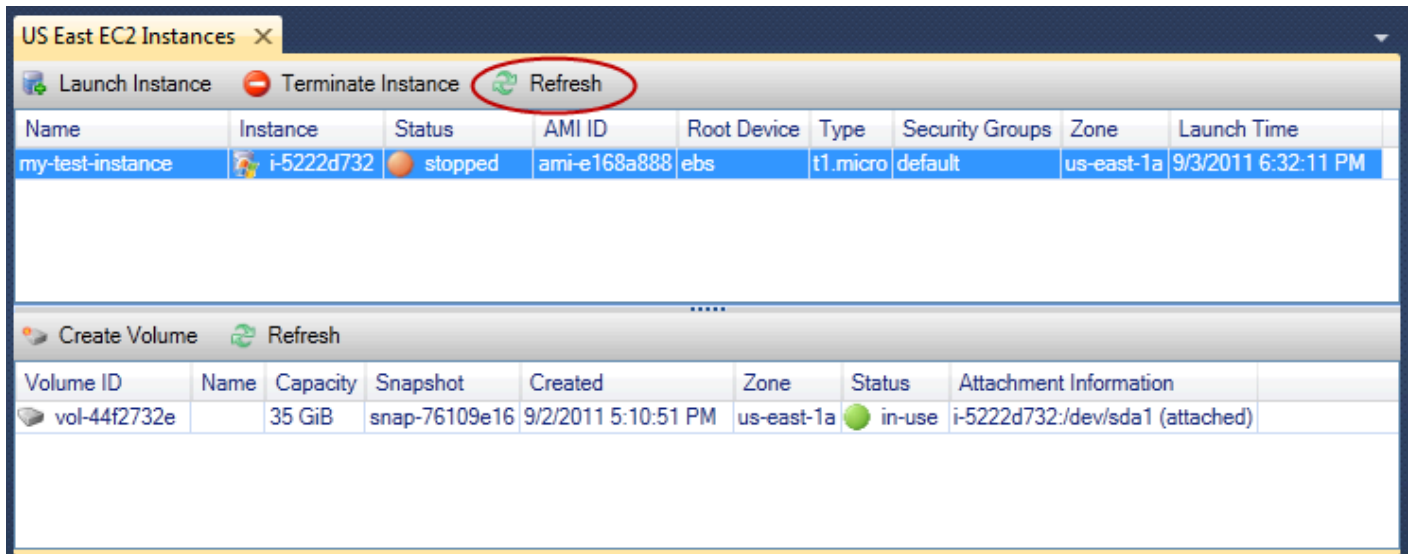 US East EC2 Instances
Launch Instance Terminate Instance Refresh
Name Instance Status AMI ID Root Device Type Security Groups Zone Launch Time
my-test-instance i-5222d732 stopped ami-e168a888 ebs t1.micro default us-east-1a 9/3/2011 6:32:11 PM
Create Volume Refresh
Volume ID Name Capacity Snapshot Created Zone Status Attachment Information
vol-44f2732e 35 GiB snap-76109e16 9/2/2011 5:10:51 PM us-east-1a in-use i-5222d732:/dev/sda1 (attached)